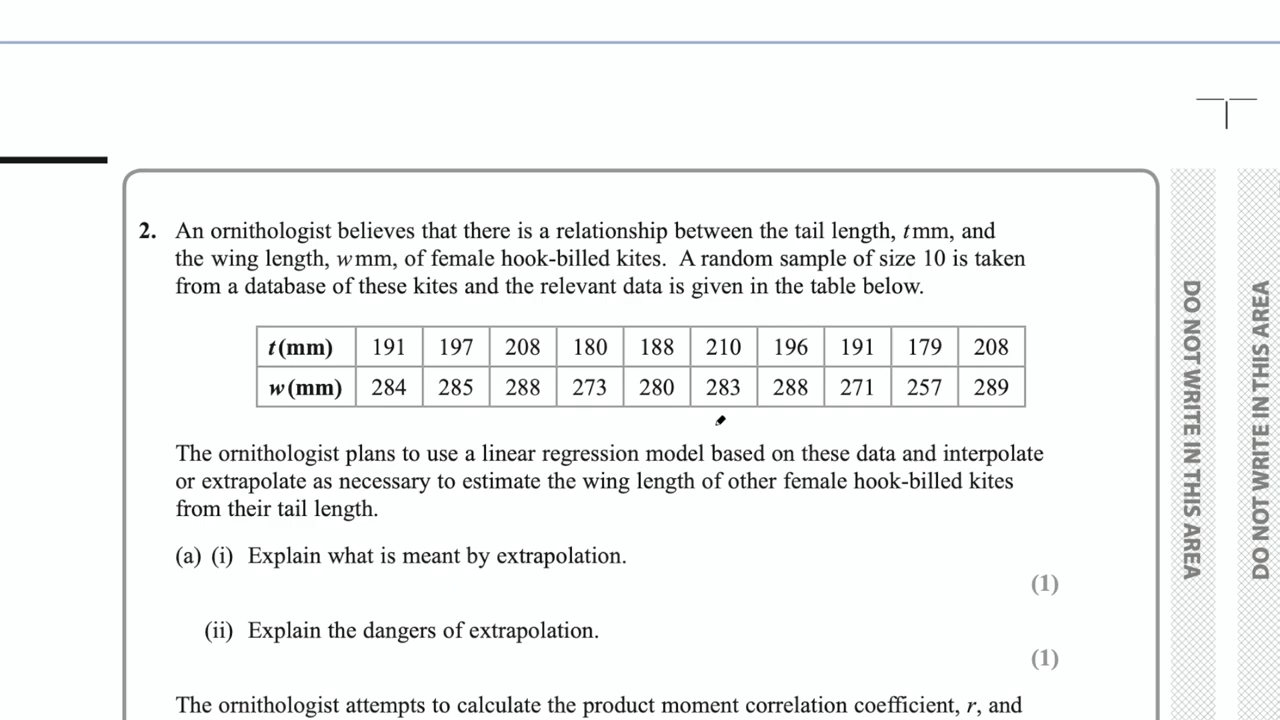 2. An ornithologist believes that there is a relationship between the tail length, t mm, and
the wing length, w mm, of female hook-billed kites. A random sample of size 10 is taken
from a database of these kites and the relevant data is given in the table below.
t (mm) 191 197 208 180 188 210 196 191 179 208
w (mm) 284 285 288 273 280 283 288 271 257 289
The ornithologist plans to use a linear regression model based on these data and interpolate
or extrapolate as necessary to estimate the wing length of other female hook-billed kites
from their tail length.
(a) (i) Explain what is meant by extrapolation.
(1)
(ii) Explain the dangers of extrapolation.
(1)
The ornithologist attempts to calculate the product moment correlation coefficient, r, and
DO NOT WRITE IN THIS AREA
DO NOT WRITE IN THIS AREA